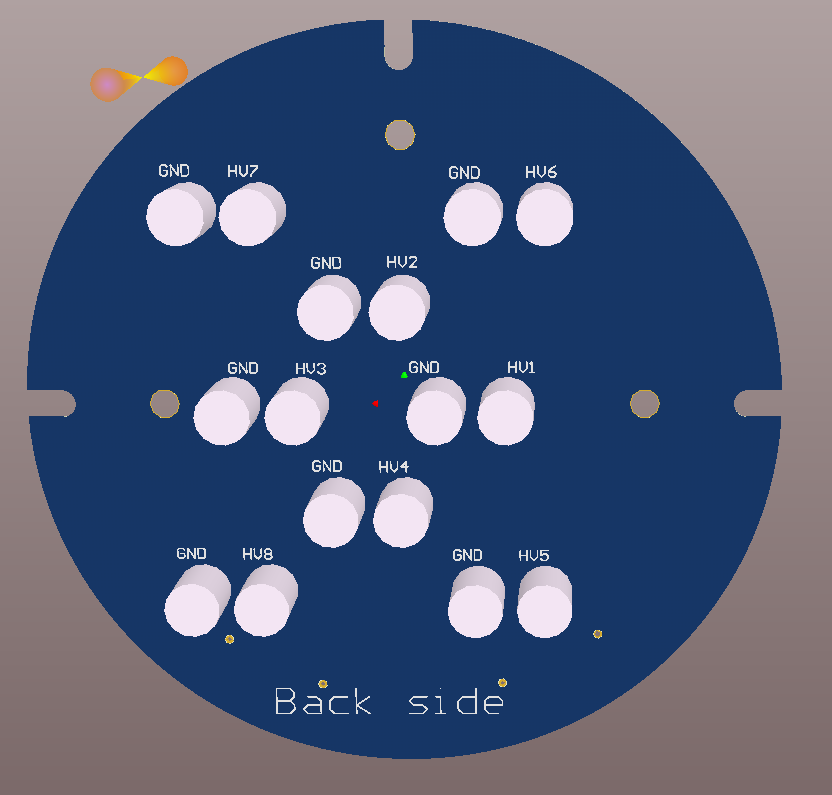 GND HV7 GND HV6
GND HV2
GND HV3 GND HV1
GND HV4
GND HV8 GND HV5
Back side